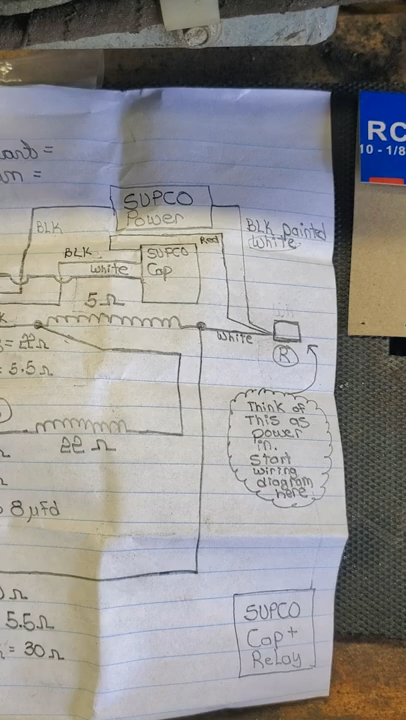 SUPCO
Power
BLK
BLK painted
white
Red
BLK
white
SUPCO
Cap
5 Ω
= 22 Ω
white
R
= 5.5 Ω
Think of
This as
power
in.
Start
wiring
diagram
here
22 Ω
8 µfd
5.5 Ω
= 30 Ω
SUPCO
Cap +
Relay
RC
10 - 1/8